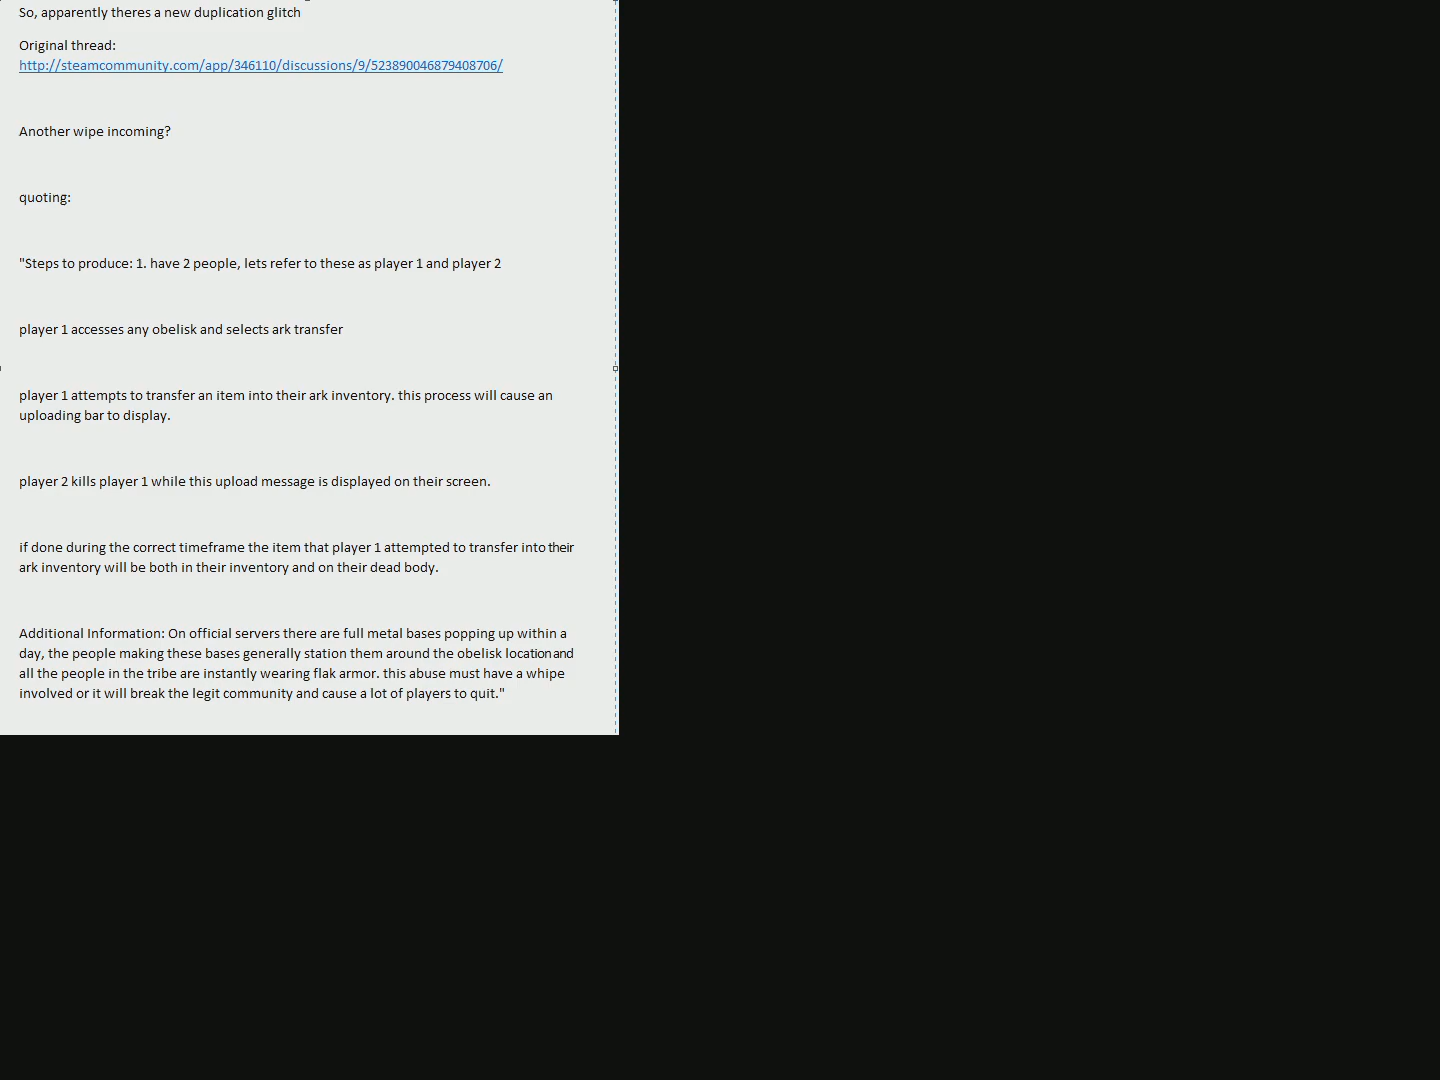 So, apparently theres a new duplication glitch
Original thread:
http://steamcommunity.com/app/346110/discussions/9/523890046879408706/
Another wipe incoming?
quoting:
"Steps to produce: 1. have 2 people, lets refer to these as player 1 and player 2
player 1 accesses any obelisk and selects ark transfer
player 1 attempts to transfer an item into their ark inventory. this process will cause an
uploading bar to display.
player 2 kills player 1 while this upload message is displayed on their screen.
if done during the correct timeframe the item that player 1 attempted to transfer into their
ark inventory will be both in their inventory and on their dead body.
Additional Information: On official servers there are full metal bases popping up within a
day, the people making these bases generally station them around the obelisk location and
all the people in the tribe are instantly wearing flak armor. this abuse must have a whipe
involved or it will break the legit community and cause a lot of players to quit."